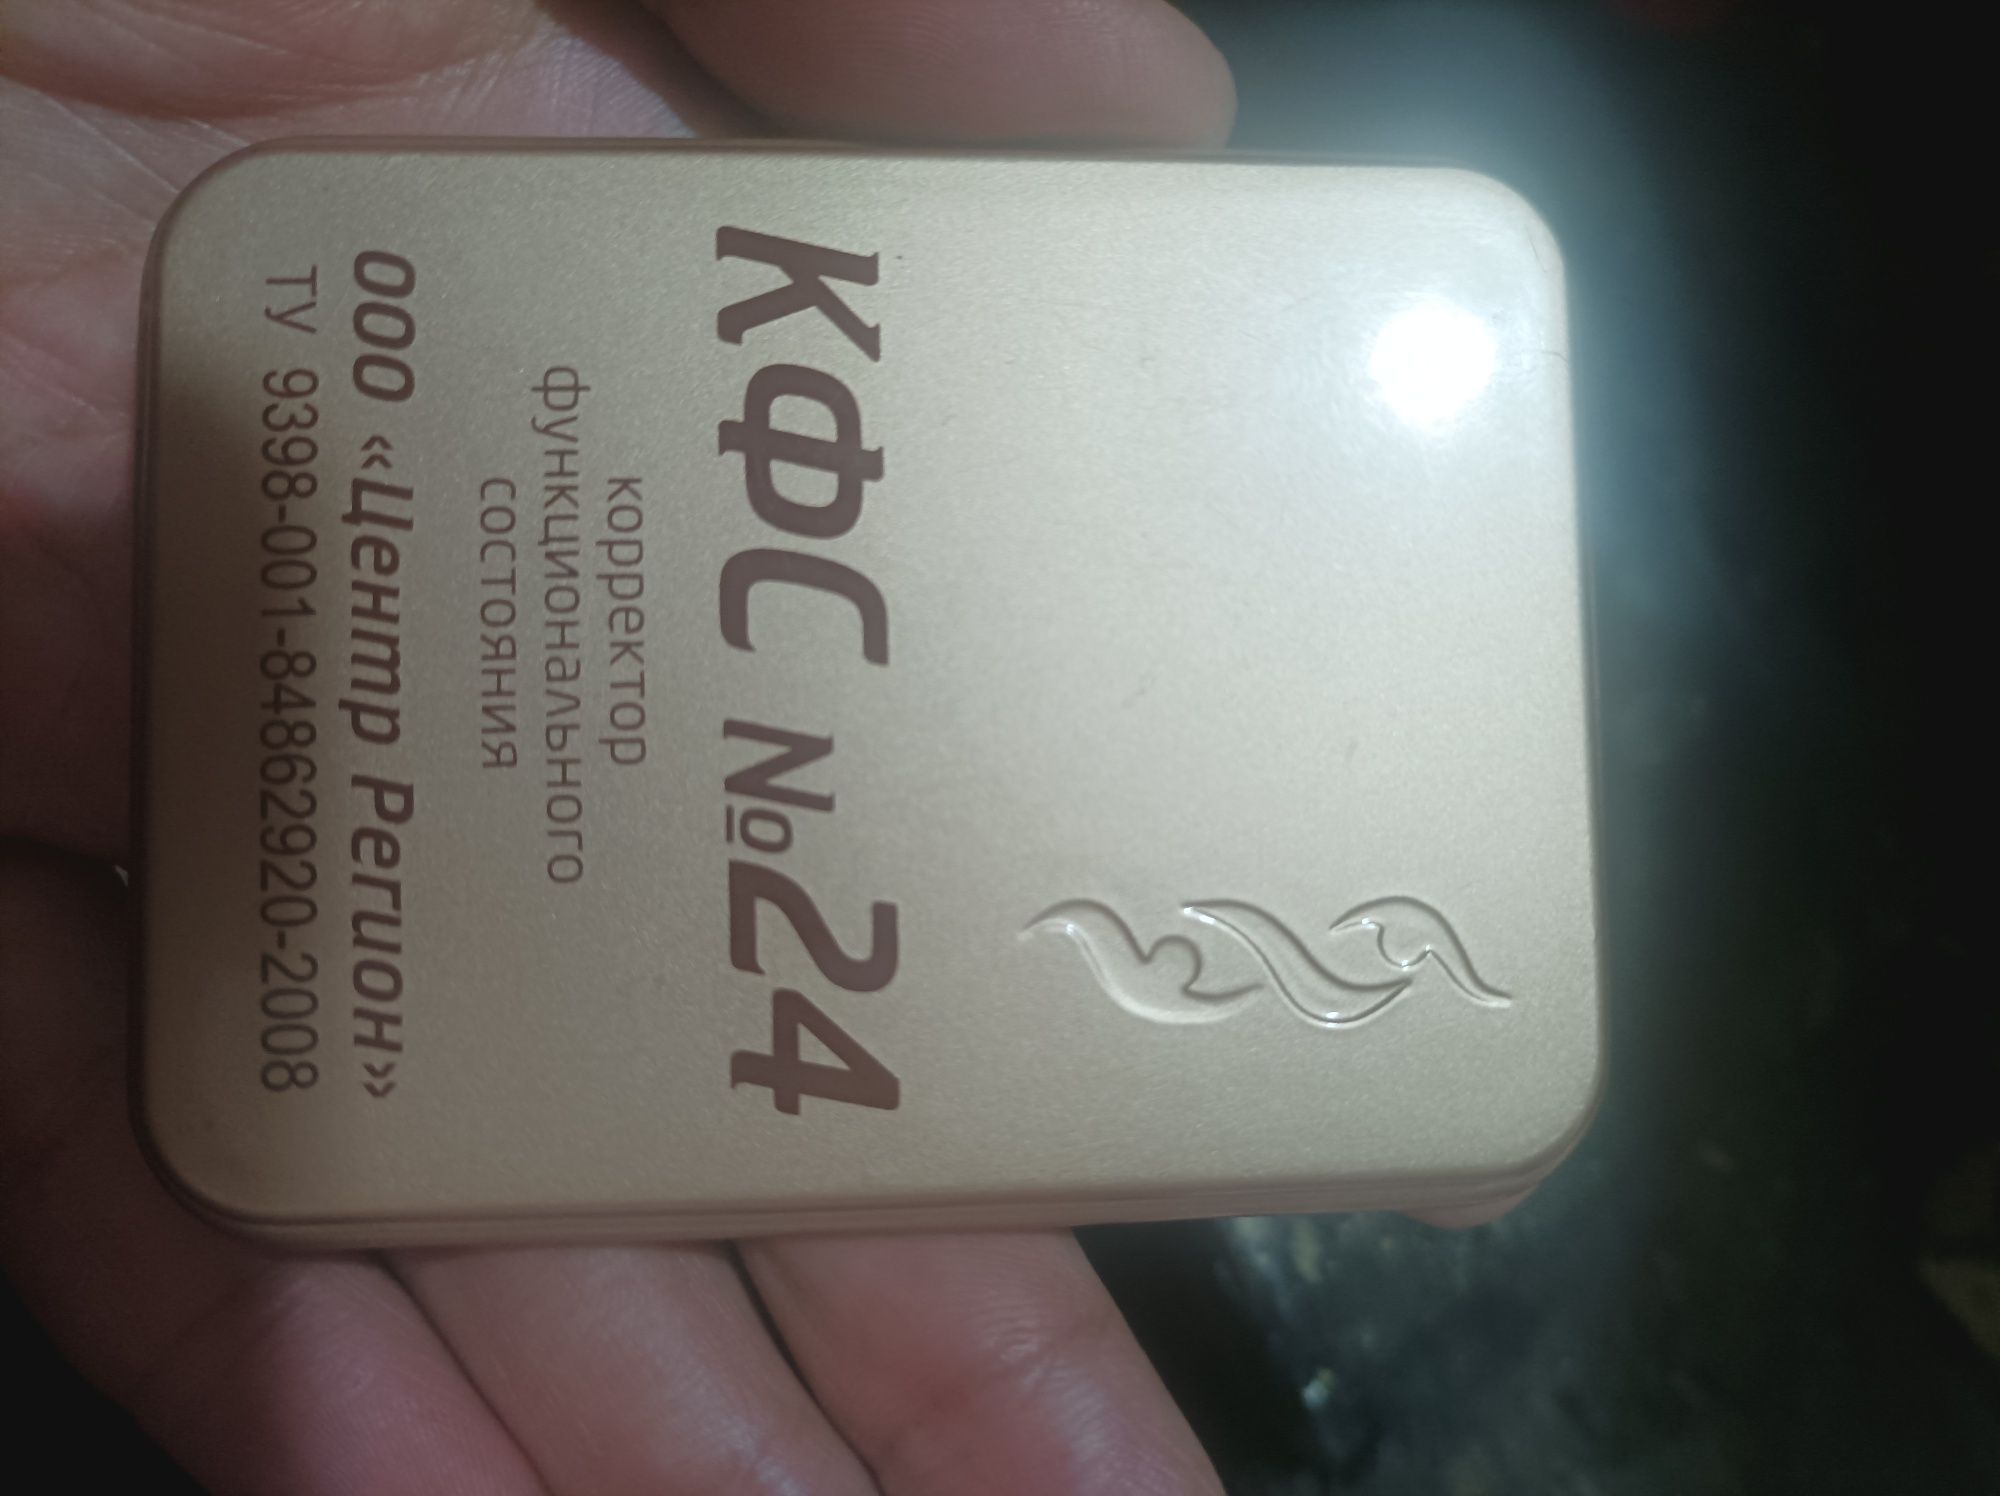 КФС №24
корректор
функционального
состояния
ООО «Центр Регион»
ТУ 9398-001-84862920-2008